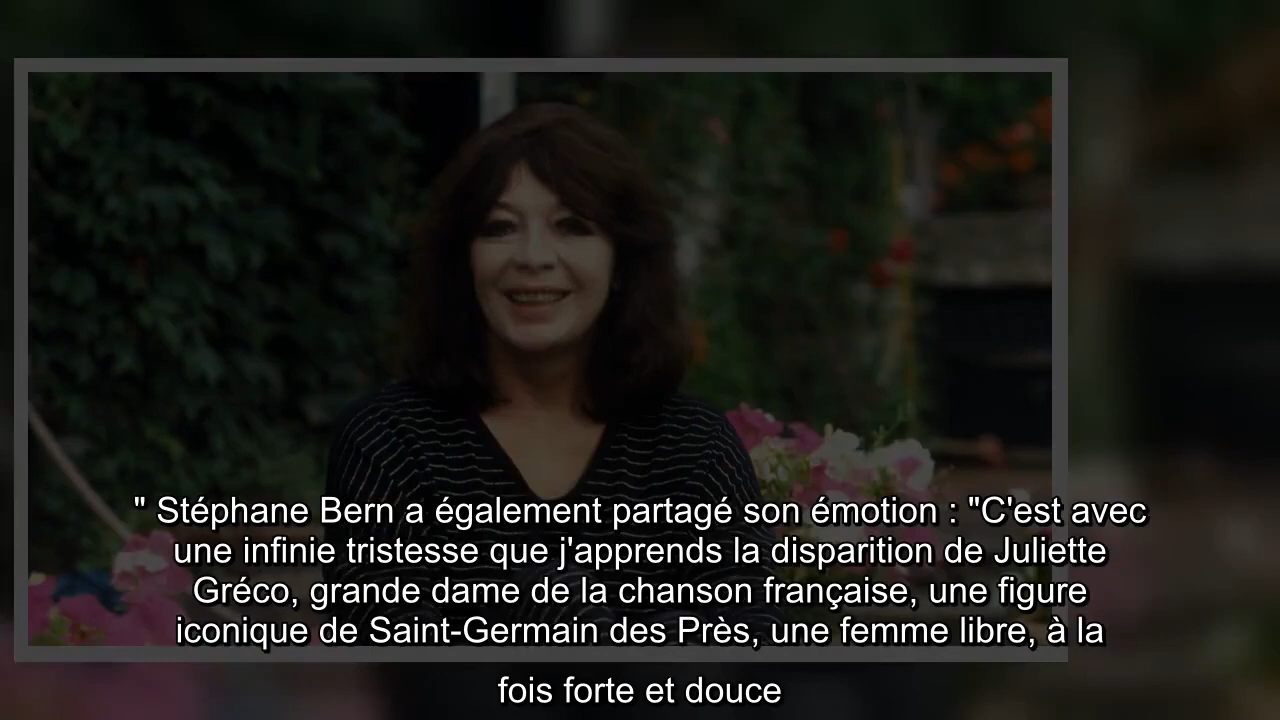 " Stéphane Bern a également partagé son émotion : "C'est avec
une infinie tristesse que j'apprends la disparition de Juliette
Gréco, grande dame de la chanson française, une figure
iconique de Saint-Germain des Près, une femme libre, à la
fois forte et douce